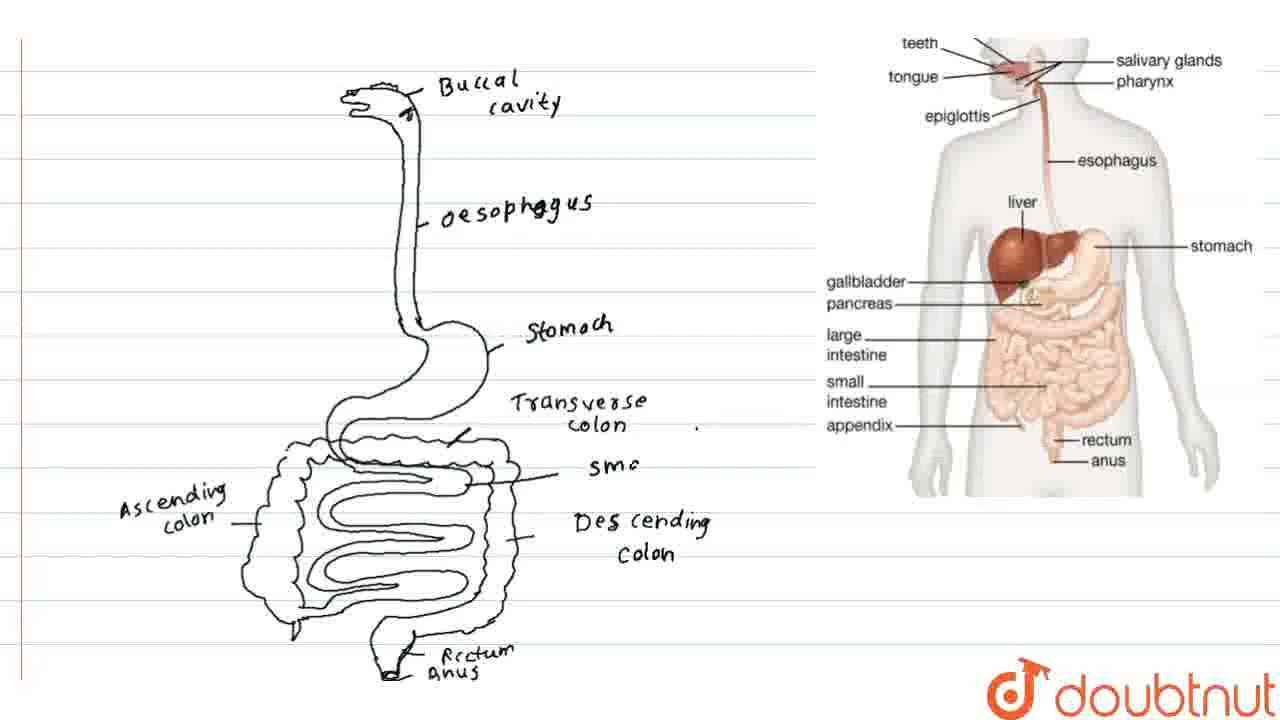 Buccal
cavity
oesophagus
Stomach
Transverse
colon
sma
Ascending
colon
Descending
colon
Rectum
Anus
teeth
tongue
salivary glands
pharynx
epiglottis
esophagus
liver
stomach
gallbladder
pancreas
large
intestine
small
intestine
appendix
rectum
anus
doubtnut